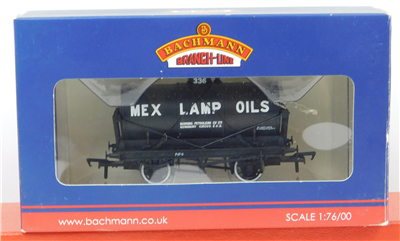 BACHMANN
BRANCH-LINE
336
MEX LAMP OILS
www.bachmann.co.uk
SCALE 1:76/00